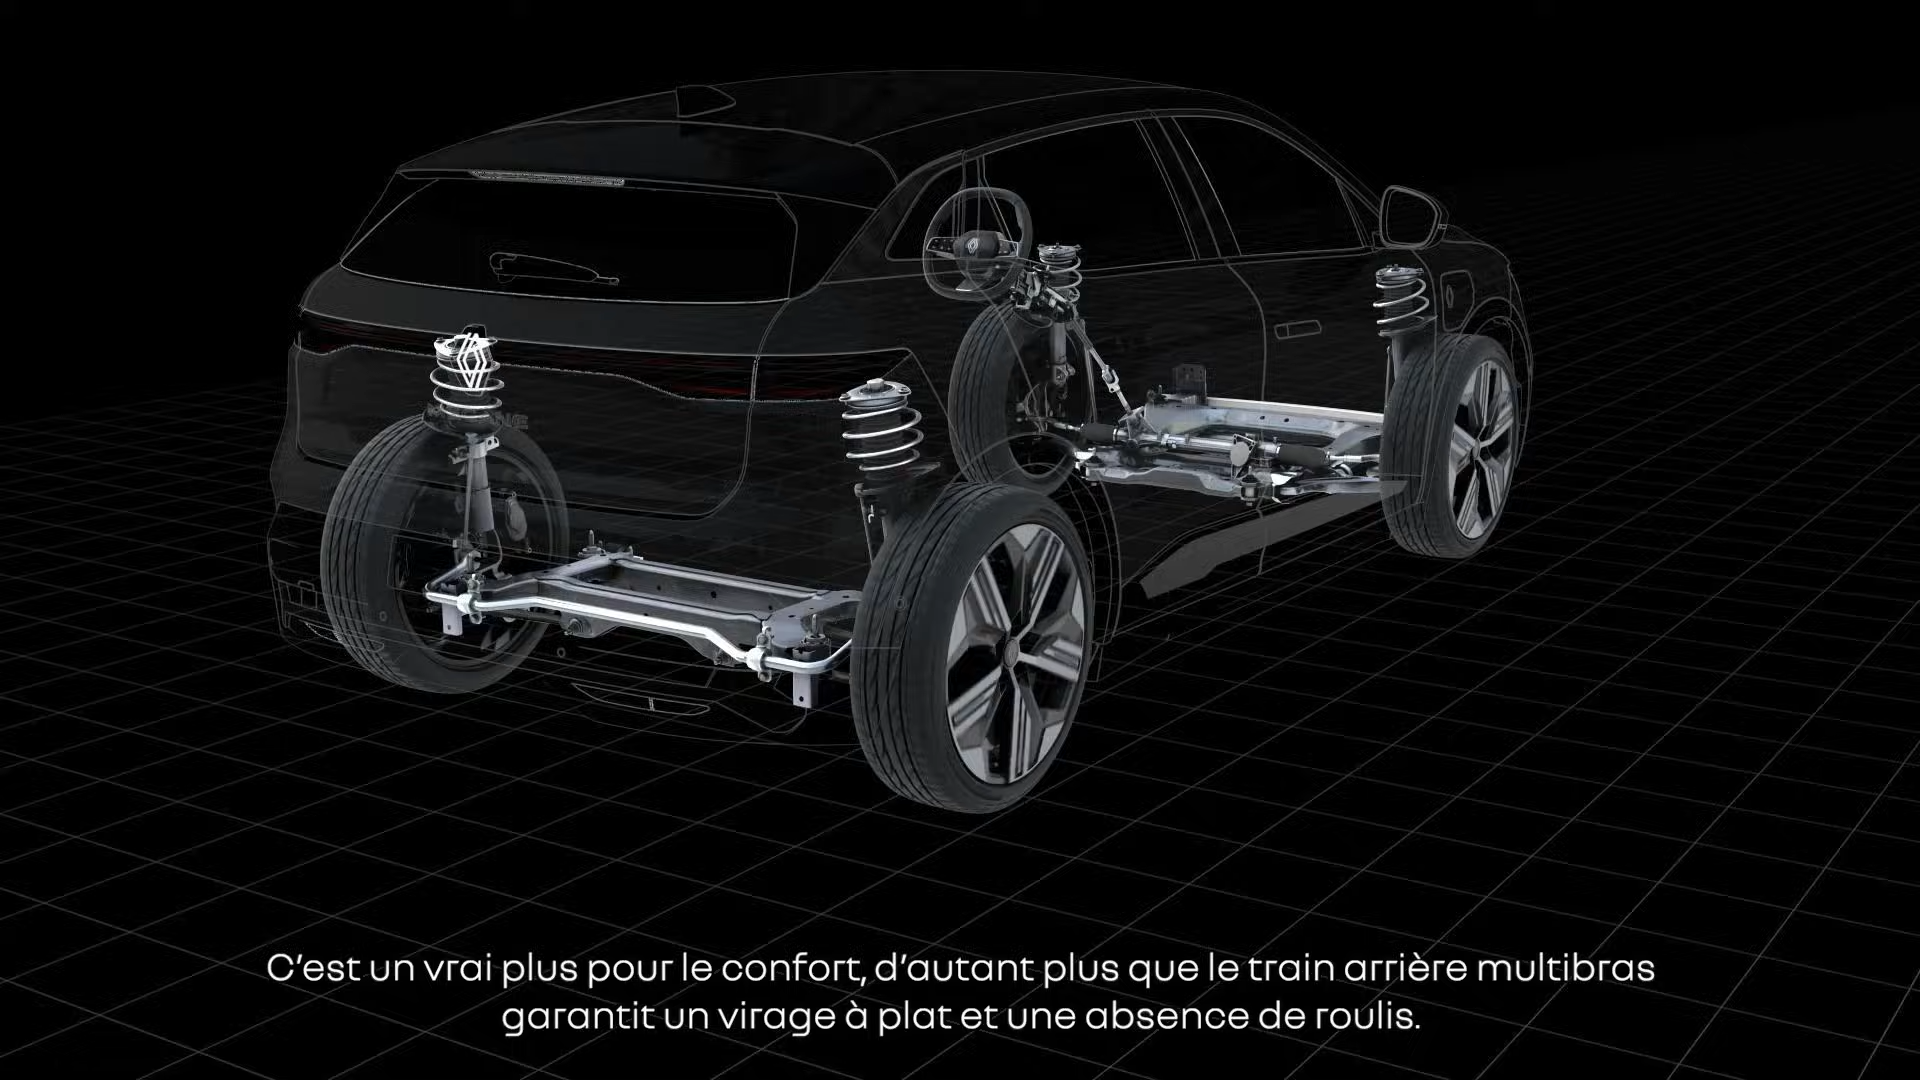 C'est un vrai plus pour le confort, d'autant plus que le train arrière multibras
garantit un virage à plat et une absence de roulis.